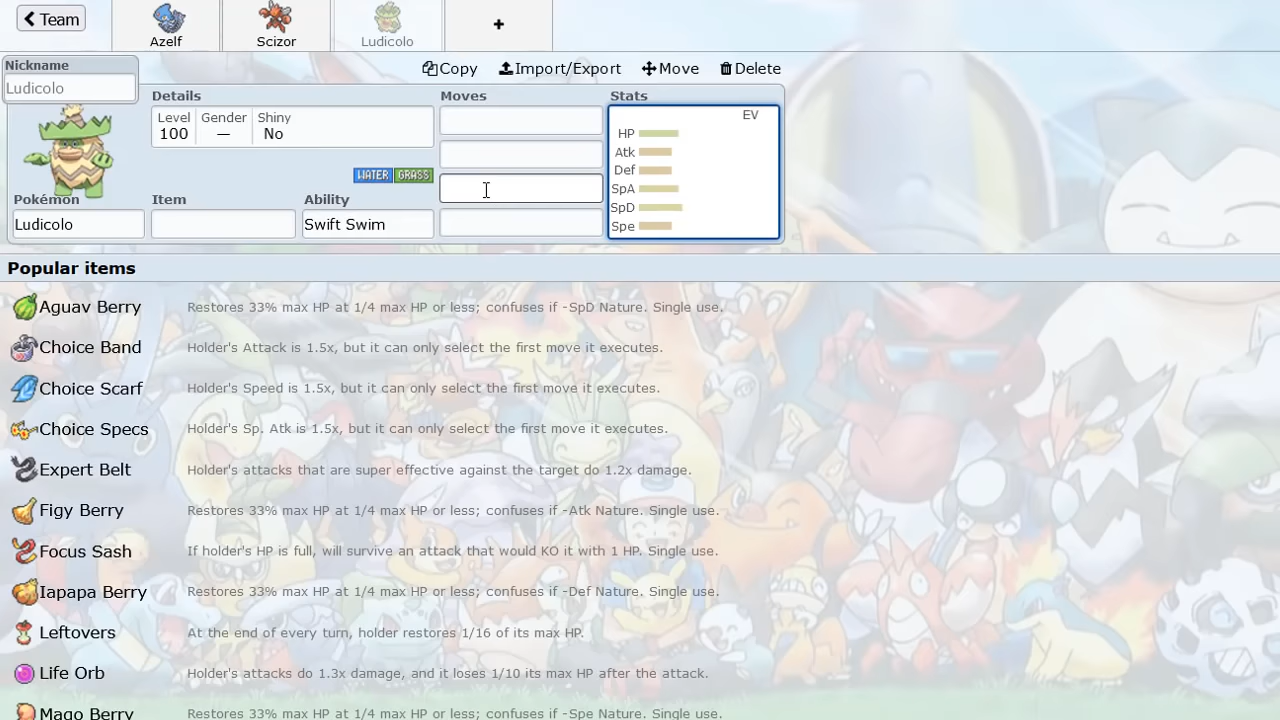 Team
Azelf
Scizor
Ludicolo
+
Nickname
Ludicolo
Copy
Import/Export
Move
Delete
Details
Moves
Stats
Level
100
Gender
—
Shiny
No
EV
HP
Atk
Def
SpA
SpD
Spe
WATER
GRASS
Pokémon
Ludicolo
Item
Ability
Swift Swim
Popular items
Aguav Berry Restores 33% max HP at 1/4 max HP or less; confuses if -SpD Nature. Single use.
Choice Band Holder's Attack is 1.5x, but it can only select the first move it executes.
Choice Scarf Holder's Speed is 1.5x, but it can only select the first move it executes.
Choice Specs Holder's Sp. Atk is 1.5x, but it can only select the first move it executes.
Expert Belt Holder's attacks that are super effective against the target do 1.2x damage.
Figy Berry Restores 33% max HP at 1/4 max HP or less; confuses if -Atk Nature. Single use.
Focus Sash If holder's HP is full, will survive an attack that would KO it with 1 HP. Single use.
Iapapa Berry Restores 33% max HP at 1/4 max HP or less; confuses if -Def Nature. Single use.
Leftovers At the end of every turn, holder restores 1/16 of its max HP.
Life Orb Holder's attacks do 1.3x damage, and it loses 1/10 its max HP after the attack.
Mago Berry Restores 33% max HP at 1/4 max HP or less; confuses if -Spe Nature. Single use.